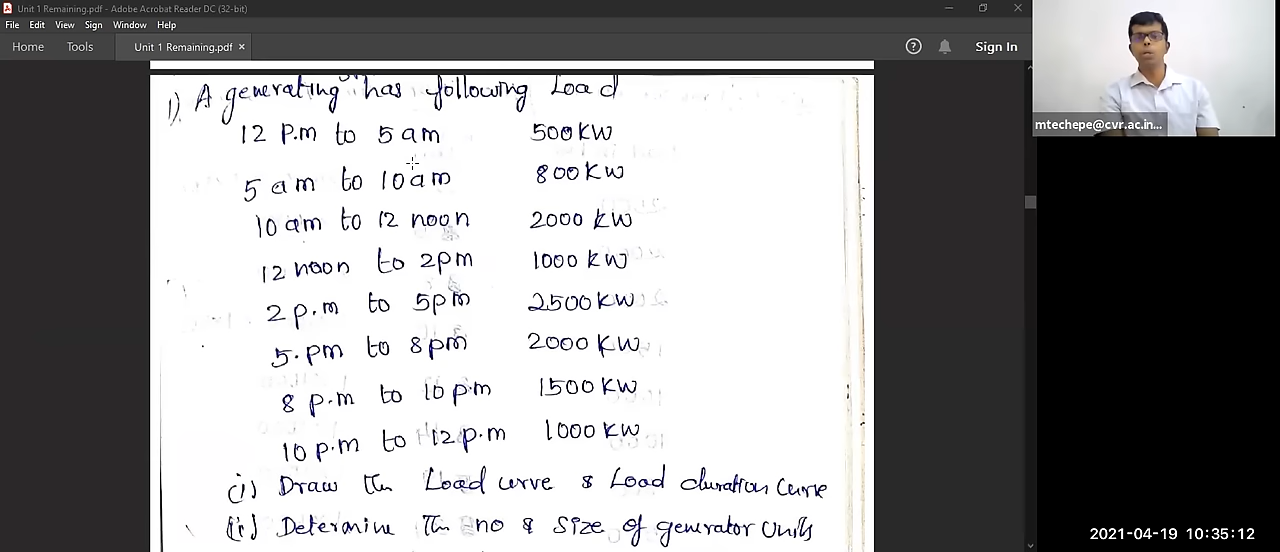 Unit 1 Remaining.pdf - Adobe Acrobat Reader DC (32-bit)
File Edit View Sign Window Help
Home Tools Unit 1 Remaining.pdf × Sign In
1) A generating has following Load
12 P.m to 5 am 500 KW
5 am to 10 am 800 KW
10 am to 12 noon 2000 KW
12 noon to 2pm 1000 KW
2 p.m to 5pm 2500 KW
5.pm to 8pm 2000 KW
8 p.m to 10 p.m 1500 KW
10 p.m to 12 p.m 1000 KW
(i) Draw the Load curve & Load duration curve
(ii) Determine the no & size of generator units
mtechepe@cvr.ac.in...
2021-04-19 10:35:12